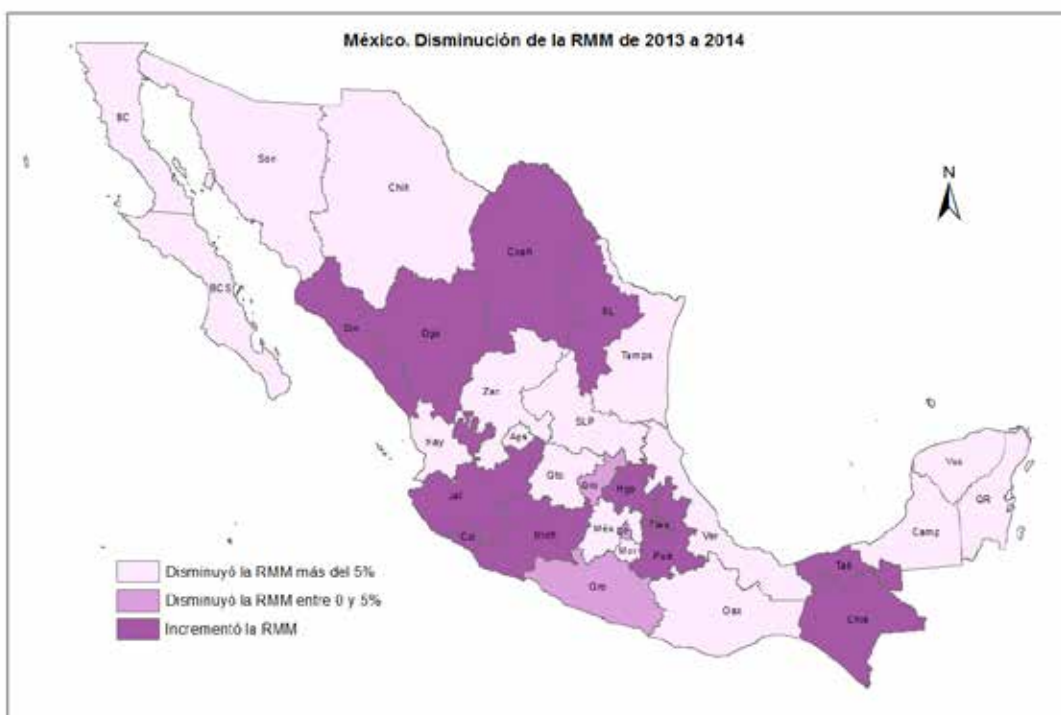 México. Disminución de la RMM de 2013 a 2014
BC
Son
Chih
N
Coah
BCS
Sin
Dgo
NL
Tamps
Zac
SLP
Nay
Ags
Gto
Qro
Hgo
Yuc
QR
Jal
Méx
DF
Tlax
Ver
Camp
Col
Mich
Mor
Pue
Tab
Gro
Oax
Chis
Disminuyó la RMM más del 5%
Disminuyó la RMM entre 0 y 5%
Incrementó la RMM